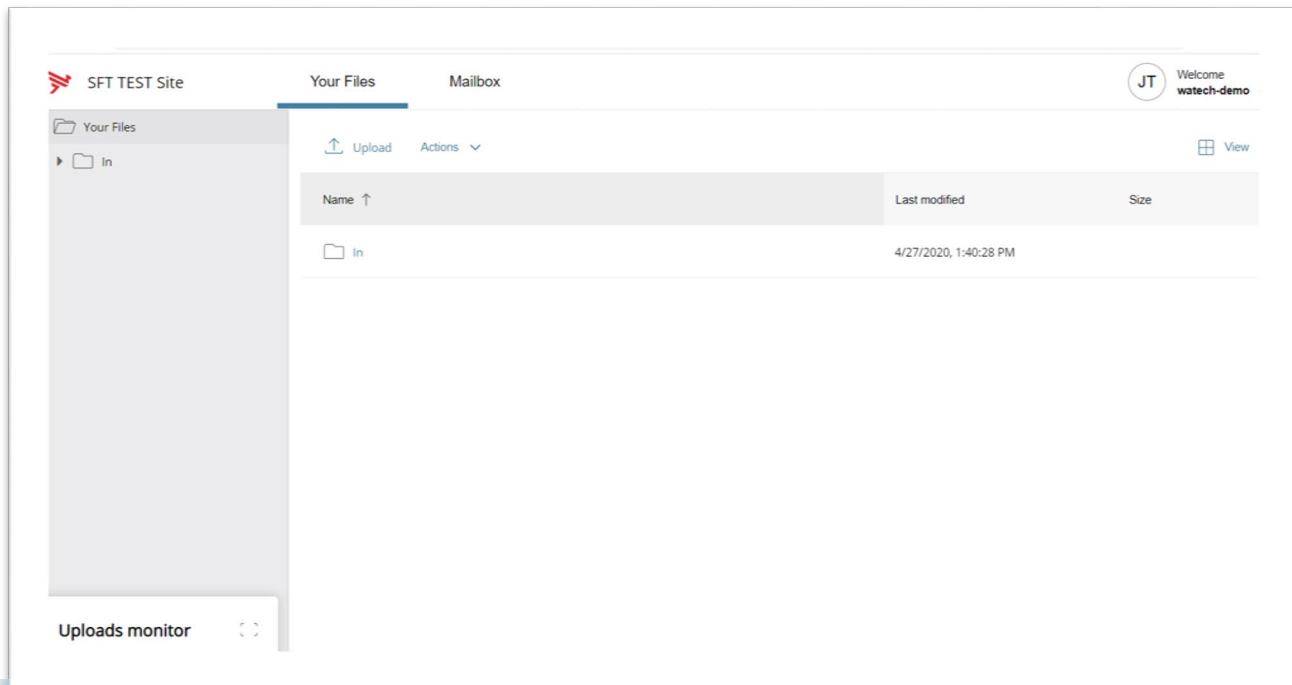 SFT TEST Site
Your Files
Mailbox
JT
Welcome
watech-demo
Your Files
In
Upload
Actions
View
Name
Last modified
Size
In
4/27/2020, 1:40:28 PM
Uploads monitor